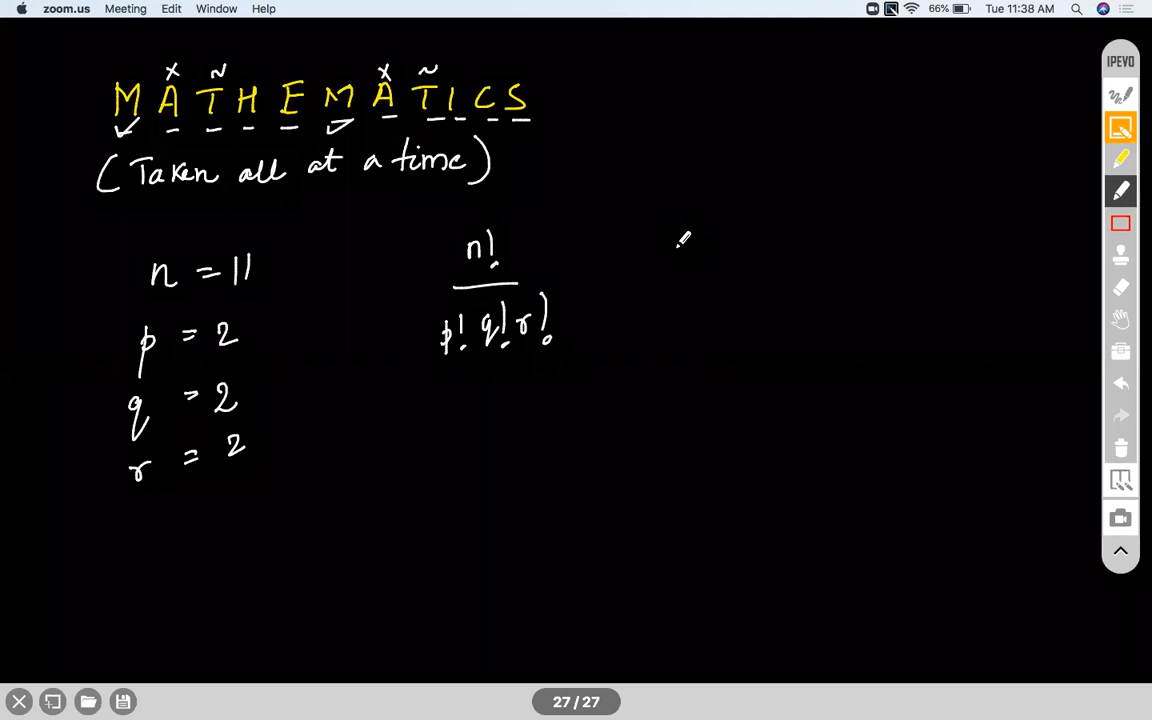 zoom.us Meeting Edit Window Help 66% Tue 11:38 AM
IPEVO
MATHEMATICS
(Taken all at a time)
n = 11
p = 2
q = 2
r = 2
n!
p! q! r!
27/27